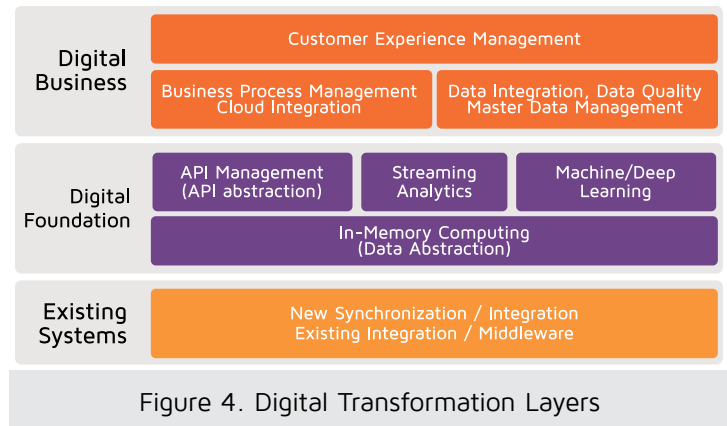 Digital
Business
Customer Experience Management
Business Process Management
Cloud Integration
Data Integration, Data Quality
Master Data Management
Digital
Foundation
API Management
(API abstraction)
Streaming
Analytics
Machine/Deep
Learning
In-Memory Computing
(Data Abstraction)
Existing
Systems
New Synchronization / Integration
Existing Integration / Middleware
Figure 4. Digital Transformation Layers